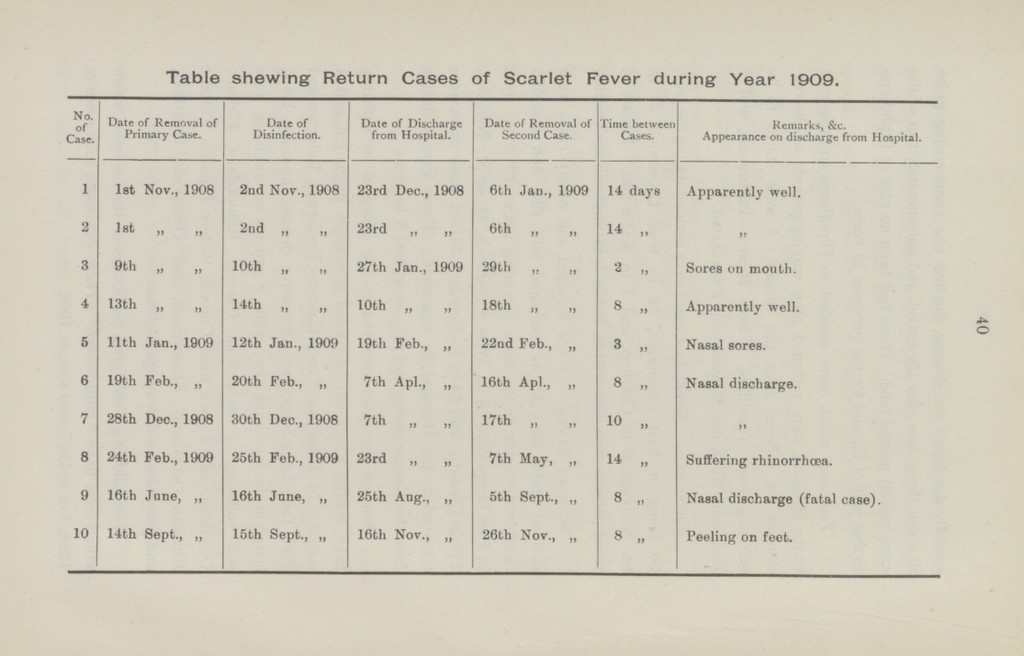 Table shewing Return Cases of Scarlet Fever during Year 1909.
No. of Case. Date of Removal of Primary Case. Date of Disinfection. Date of Discharge from Hospital. Date of Removal of Second Case. Time between Cases. Remarks, &c. Appearance on discharge from Hospital.
1 1st Nov., 1908 2nd Nov., 1908 23rd Dec., 1908 6th Jan., 1909 14 days Apparently well.
2 1st „ „ 2nd „ „ 23rd „ „ 6th „ „ 14 „ „
3 9th „ „ 10th „ „ 27th Jan., 1909 29th „ „ 2 „ Sores on mouth.
4 13th „ „ 14th „ „ 10th „ „ 18th „ „ 8 „ Apparently well.
5 11th Jan., 1909 12th Jan., 1909 19th Feb., „ 22nd Feb., „ 3 „ Nasal sores.
6 19th Feb., „ 20th Feb., „ 7th Apl., „ 16th Apl., „ 8 „ Nasal discharge.
7 28th Dec., 1908 30th Dec., 1908 7th „ „ 17th „ „ 10 „ „
8 24th Feb., 1909 25th Feb., 1909 23rd „ „ 7th May, „ 14 „ Suffering rhinorrhœa.
9 16th June, „ 16th June, „ 25th Aug., „ 5th Sept., „ 8 „ Nasal discharge (fatal case).
10 14th Sept., „ 15th Sept., „ 16th Nov., „ 26th Nov., „ 8 „ Peeling on feet.
40